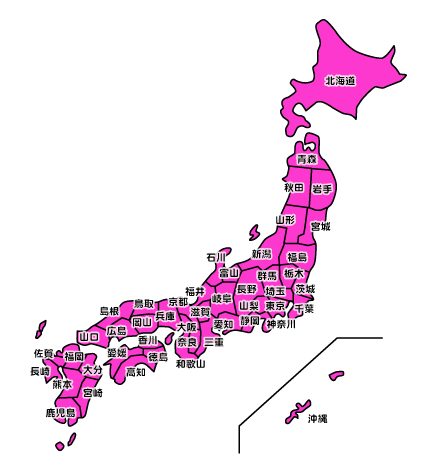 北海道
青森
秋田
岩手
山形
宮城
石川
新潟
福島
富山
群馬
栃木
福井
長野
埼玉
茨城
鳥取
京都
岐阜
山梨
東京
千葉
島根
岡山
兵庫
滋賀
愛知
静岡
神奈川
山口
広島
香川
大阪
奈良
三重
佐賀
福岡
愛媛
徳島
和歌山
長崎
大分
高知
熊本
宮崎
鹿児島
沖縄